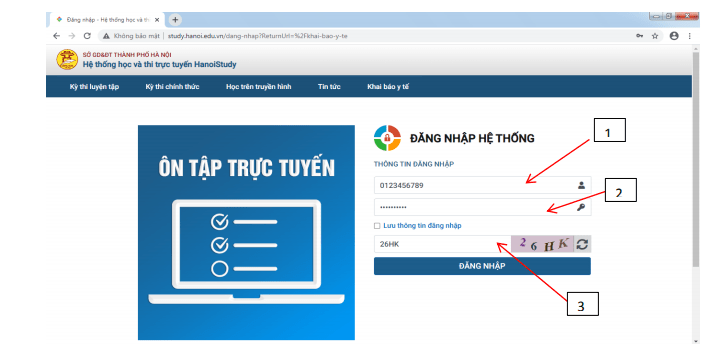 Đăng nhập - Hệ thống học và th
Không bảo mật | study.hanoi.edu.vn/dang-nhap?ReturnUrl=%2Fkhai-bao-y-te
SỞ GD&ĐT THÀNH PHỐ HÀ NỘI
Hệ thống học và thi trực tuyến HanoiStudy
Kỳ thi luyện tập Kỳ thi chính thức Học trên truyền hình Tin tức Khai báo y tế
ÔN TẬP TRỰC TUYẾN
ĐĂNG NHẬP HỆ THỐNG
1
THÔNG TIN ĐĂNG NHẬP
0123456789
2
••••••••••
Lưu thông tin đăng nhập
26HK 26HK
ĐĂNG NHẬP
3